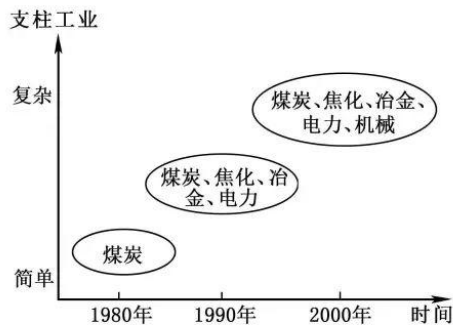 支柱工业
复杂
煤炭、焦化、冶金、
电力、机械
煤炭、焦化、冶
金、电力
煤炭
简单
1980年 1990年 2000年 时间